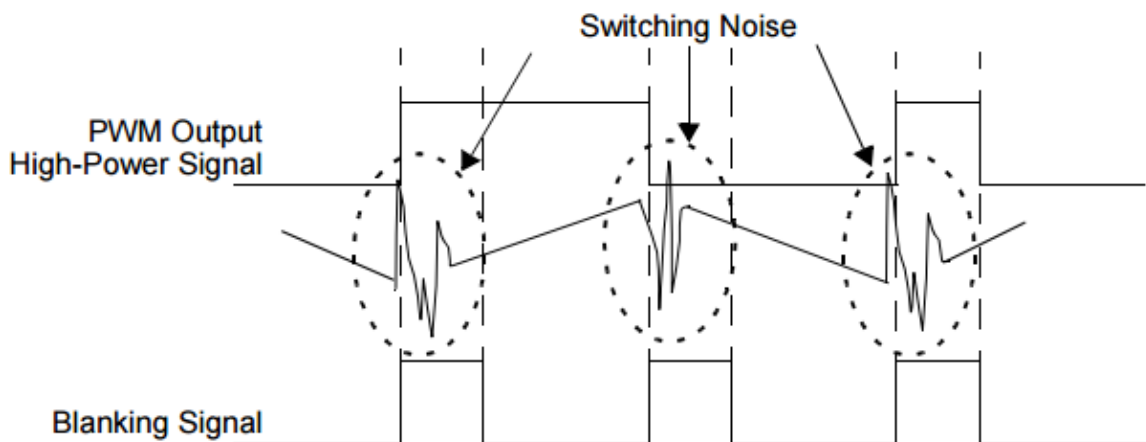 Switching Noise
PWM Output
High-Power Signal
Blanking Signal